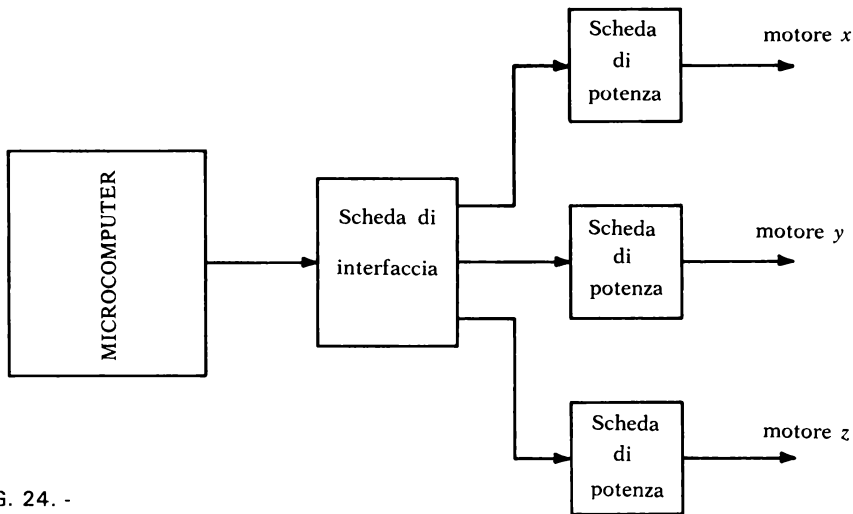 MICROCOMPUTER
Scheda di
interfaccia
Scheda
di
potenza
motore x
Scheda
di
potenza
motore y
Scheda
di
potenza
motore z
G. 24. -